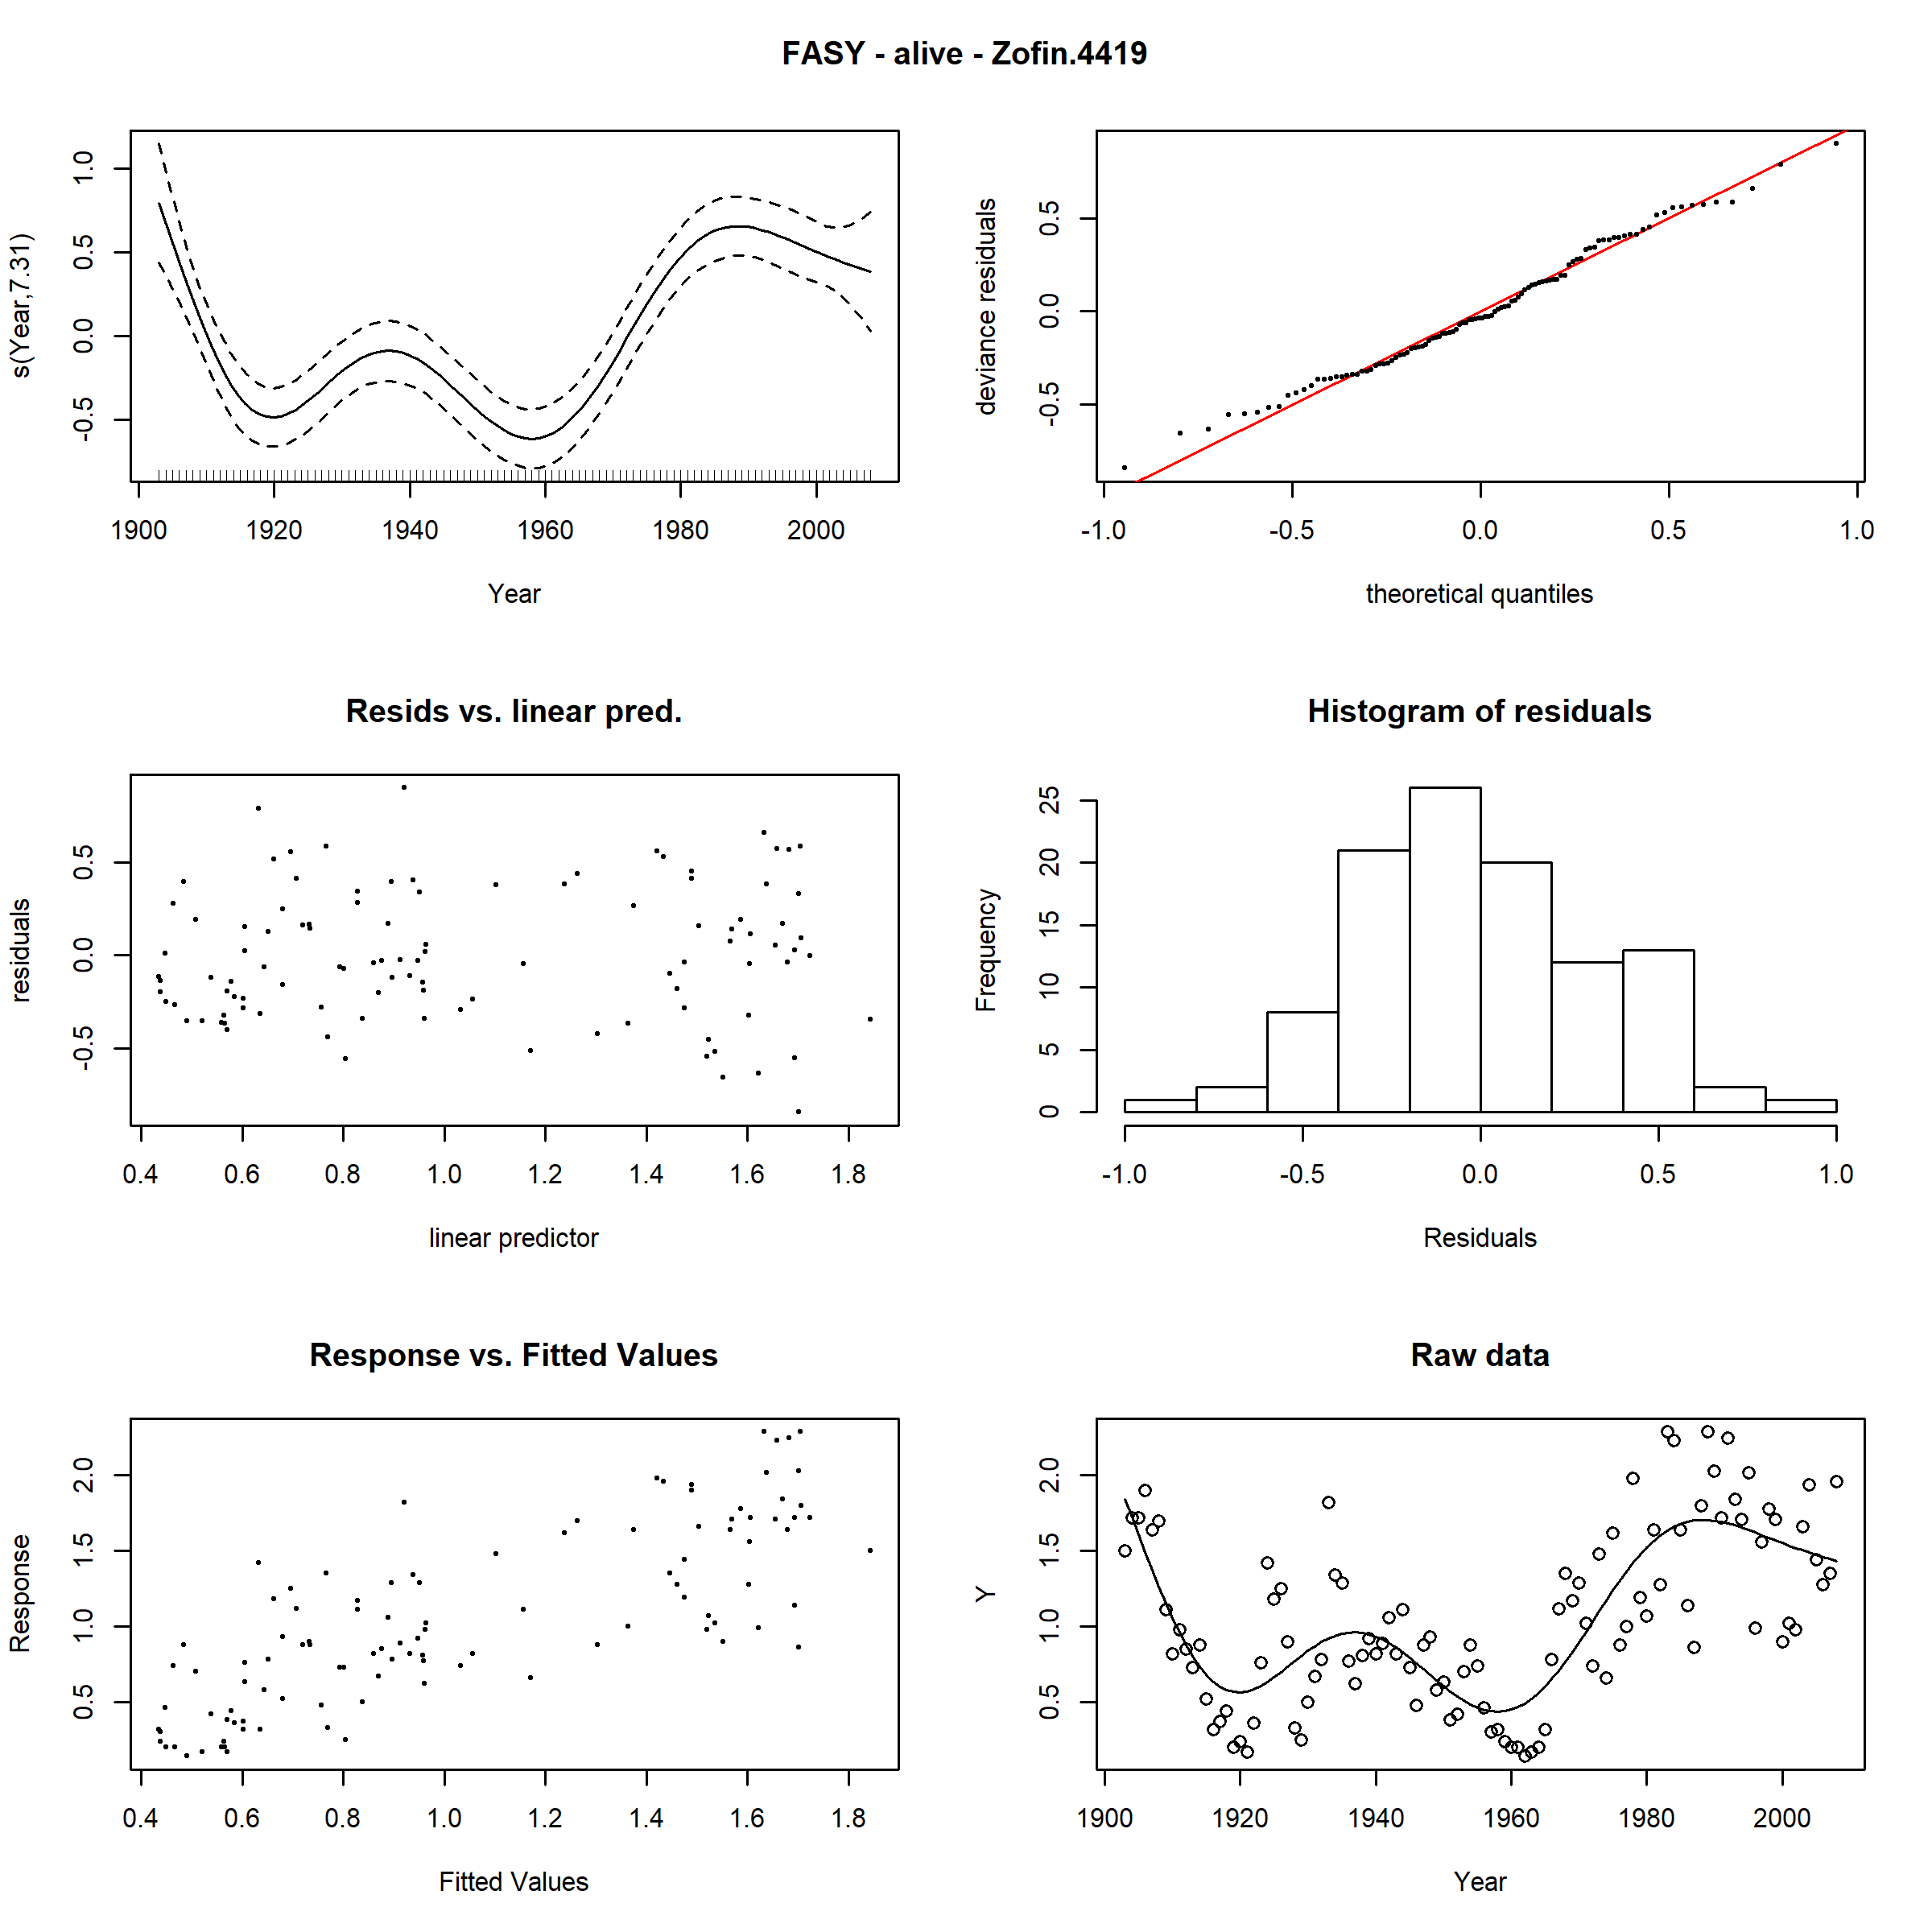 FASY - alive - Zofin.4419
s(Year,7.31)
1.0
0.5
0.0
-0.5
1900 1920 1940 1960 1980 2000
Year
deviance residuals
0.5
0.0
-0.5
-1.0 -0.5 0.0 0.5 1.0
theoretical quantiles
Resids vs. linear pred.
residuals
0.5
0.0
-0.5
0.4 0.6 0.8 1.0 1.2 1.4 1.6 1.8
linear predictor
Histogram of residuals
Frequency
25
20
15
10
5
0
-1.0 -0.5 0.0 0.5 1.0
Residuals
Response vs. Fitted Values
Response
2.0
1.5
1.0
0.5
0.4 0.6 0.8 1.0 1.2 1.4 1.6 1.8
Fitted Values
Raw data
Y
2.0
1.5
1.0
0.5
1900 1920 1940 1960 1980 2000
Year